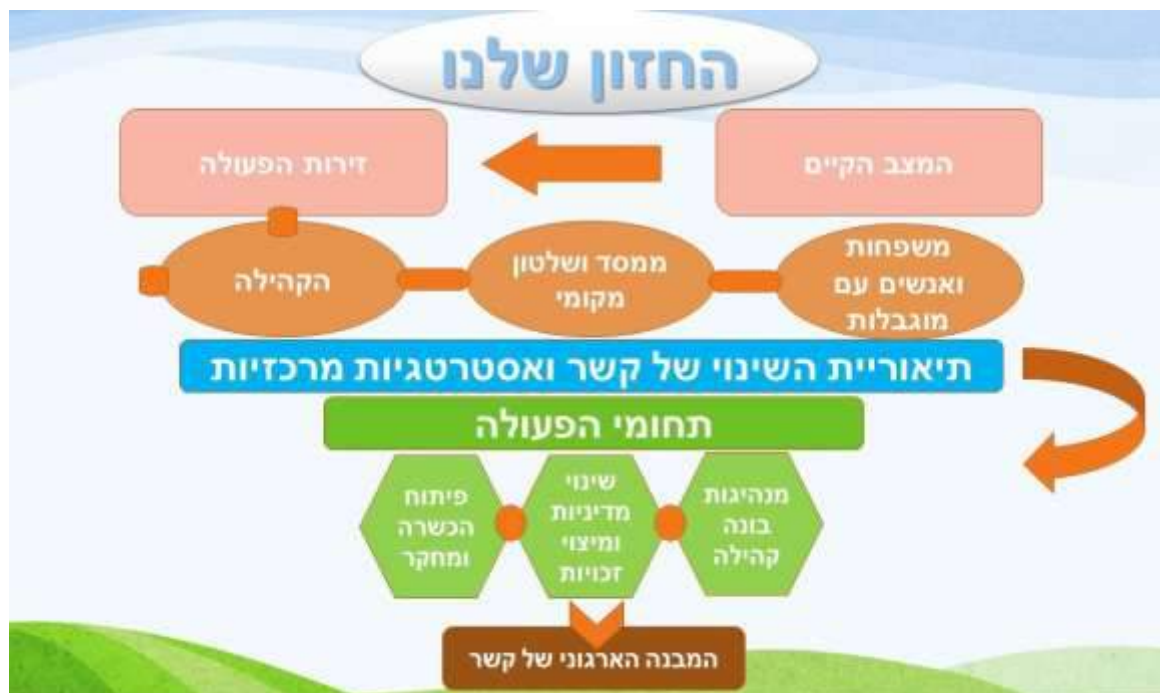 החזון שלנו
המצב הקיים
זירות הפעולה
משפחות
ואנשים עם
מוגבלות
ממסד ושלטון
מקומי
הקהילה
תיאוריית השינוי של קשר ואסטרטגיות מרכזיות
תחומי הפעולה
מנהיגות
בונה
קהילה
שינוי
מדיניות
ומיצוי
זכויות
פיתוח
הכשרה
ומחקר
המבנה הארגוני של קשר